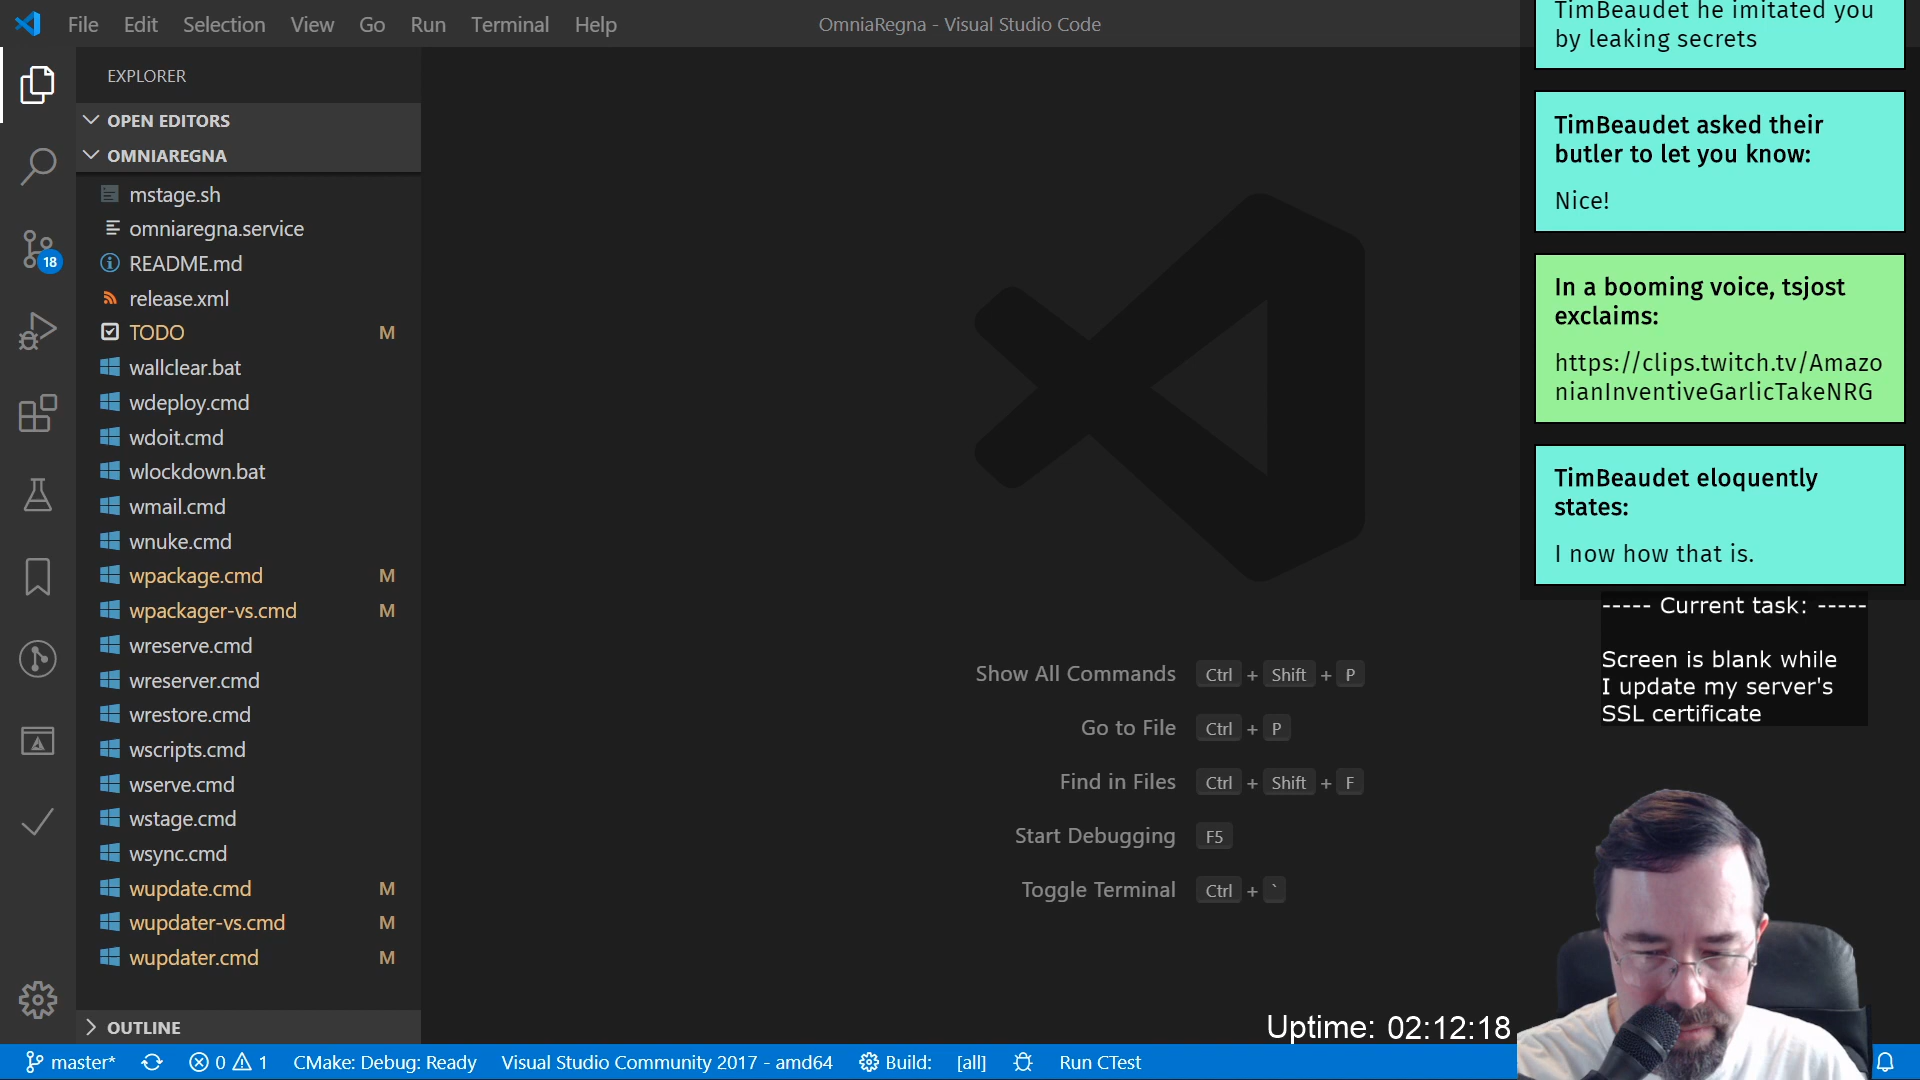 File Edit Selection View Go Run Terminal Help
OmniaRegna - Visual Studio Code
EXPLORER
OPEN EDITORS
OMNIAREGNA
mstage.sh
omniaregna.service
README.md
release.xml
TODO M
wallclear.bat
wdeploy.cmd
wdoit.cmd
wlockdown.bat
wmail.cmd
wnuke.cmd
wpackage.cmd M
wpackager-vs.cmd M
wreserve.cmd
wreserver.cmd
wrestore.cmd
wscripts.cmd
wserve.cmd
wstage.cmd
wsync.cmd
wupdate.cmd M
wupdater-vs.cmd M
wupdater.cmd M
OUTLINE
18
Show All Commands Ctrl + Shift + P
Go to File Ctrl + P
Find in Files Ctrl + Shift + F
Start Debugging F5
Toggle Terminal Ctrl + `
TimBeaudet he imitated you
by leaking secrets
TimBeaudet asked their
butler to let you know:
Nice!
In a booming voice, tsjost
exclaims:
https://clips.twitch.tv/Amazo
nianInventiveGarlicTakeNRG
TimBeaudet eloquently
states:
I now how that is.
----- Current task: -----
Screen is blank while
I update my server's
SSL certificate
Uptime: 02:12:18
master* 0 1 CMake: Debug: Ready Visual Studio Community 2017 - amd64 Build: [all] Run CTest